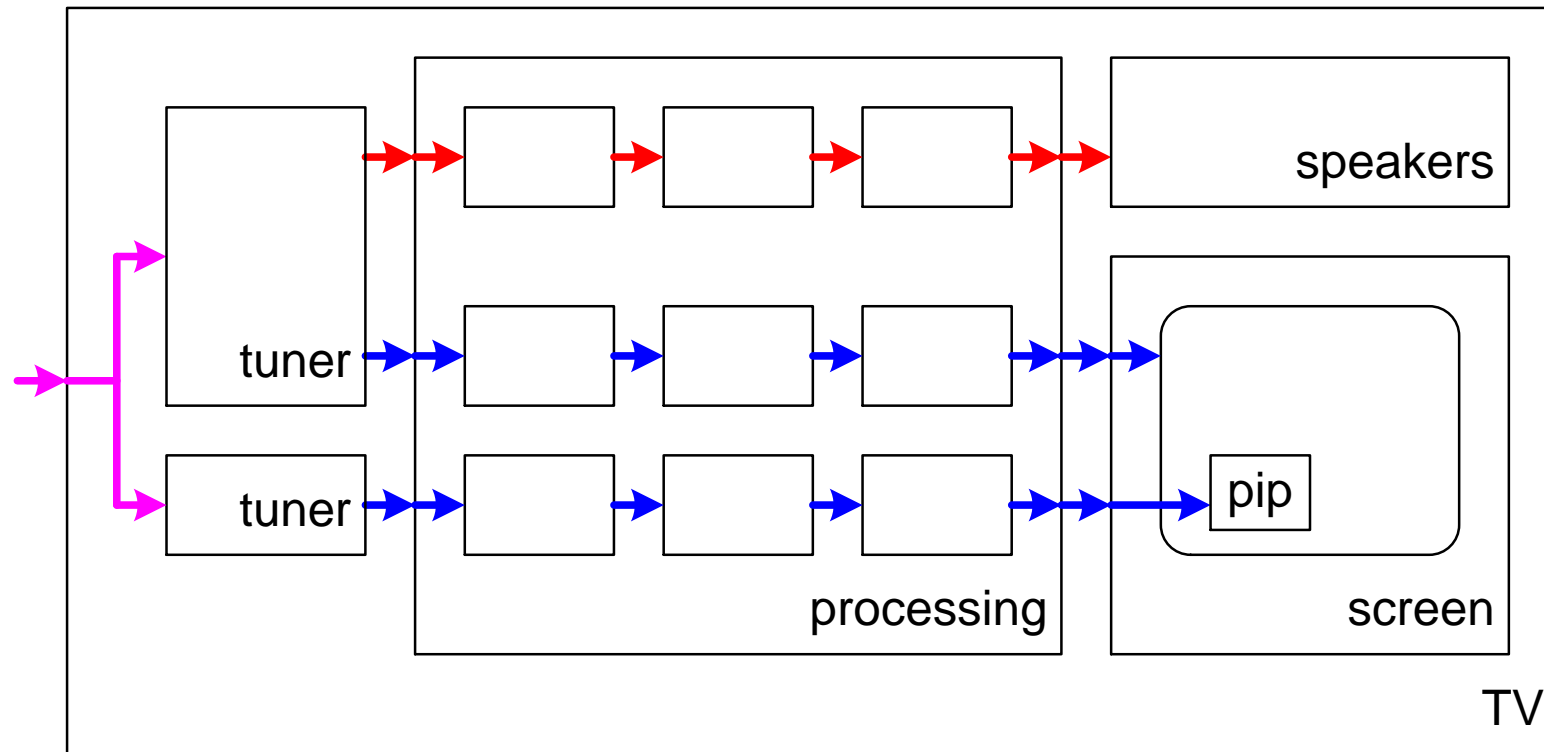 speakers
tuner
tuner
pip
processing
screen
TV